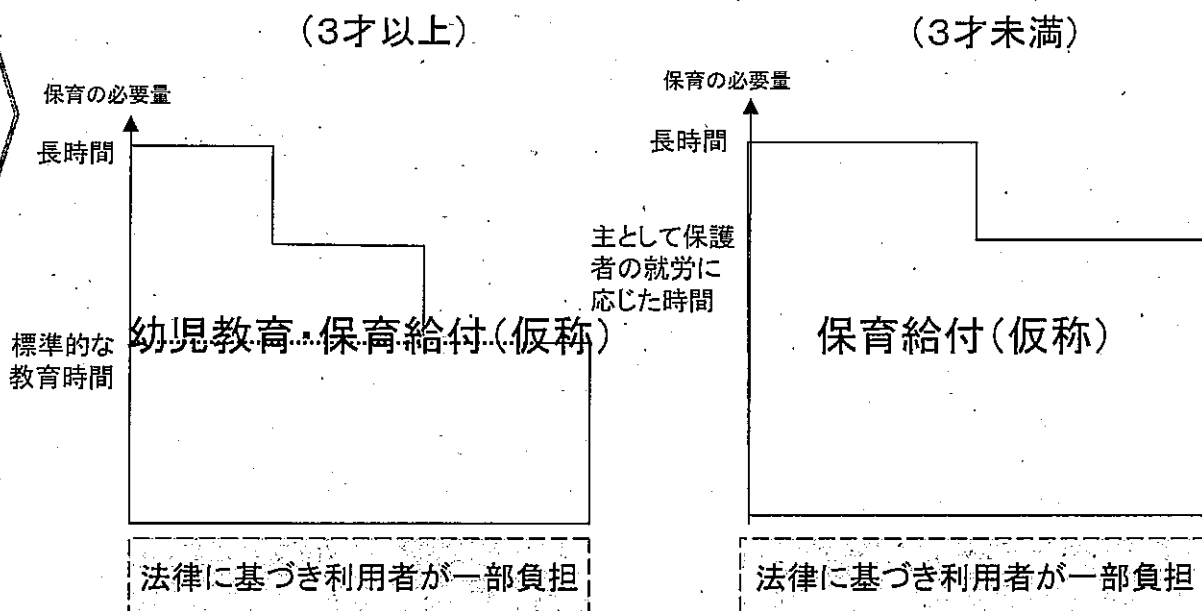 (3才以上)
保育の必要量
長時間
標準的な
教育時間
幼児教育・保育給付(仮称)
法律に基づき利用者が一部負担
(3才未満)
保育の必要量
長時間
主として保護
者の就労に
応じた時間
保育給付(仮称)
法律に基づき利用者が一部負担